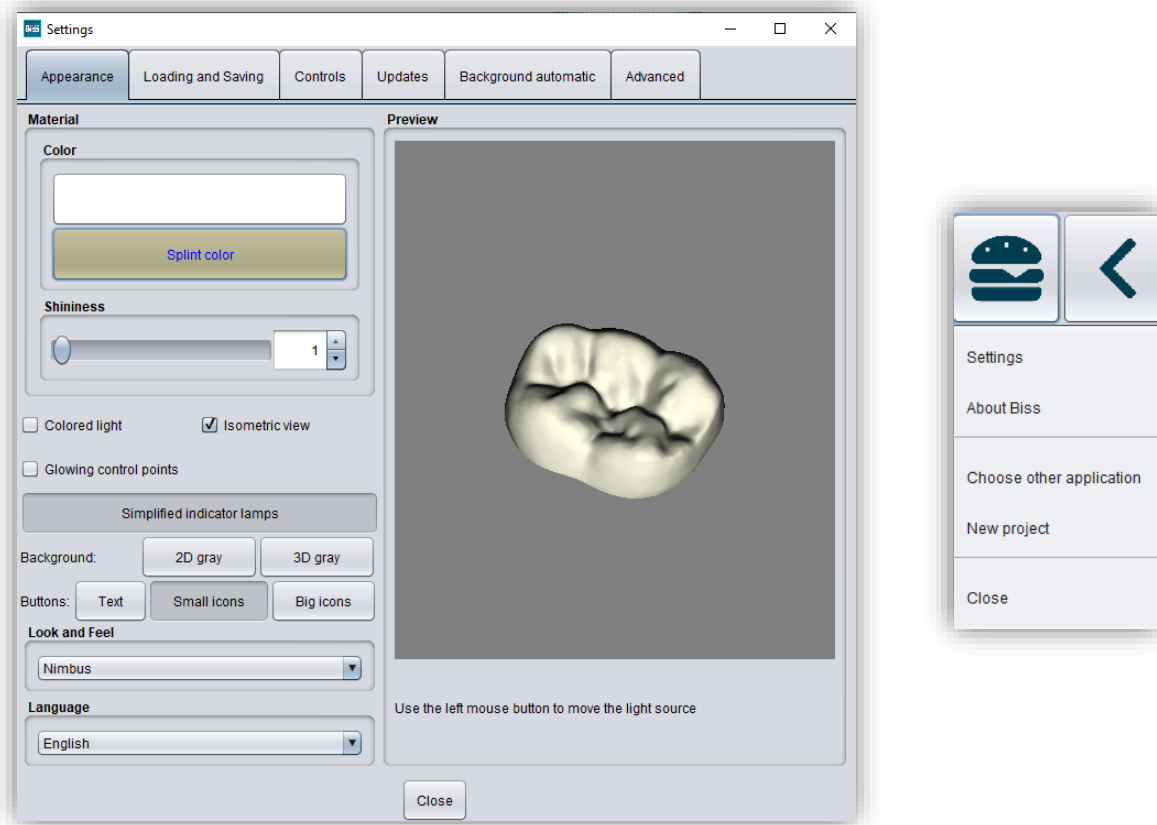 Biss Settings
Appearance Loading and Saving Controls Updates Background automatic Advanced
Material
Color
Splint color
Shininess
1
Colored light Isometric view
Glowing control points
Simplified indicator lamps
Background: 2D gray 3D gray
Buttons: Text Small icons Big icons
Look and Feel
Nimbus
Language
English
Preview
Use the left mouse button to move the light source
Close
Settings
About Biss
Choose other application
New project
Close